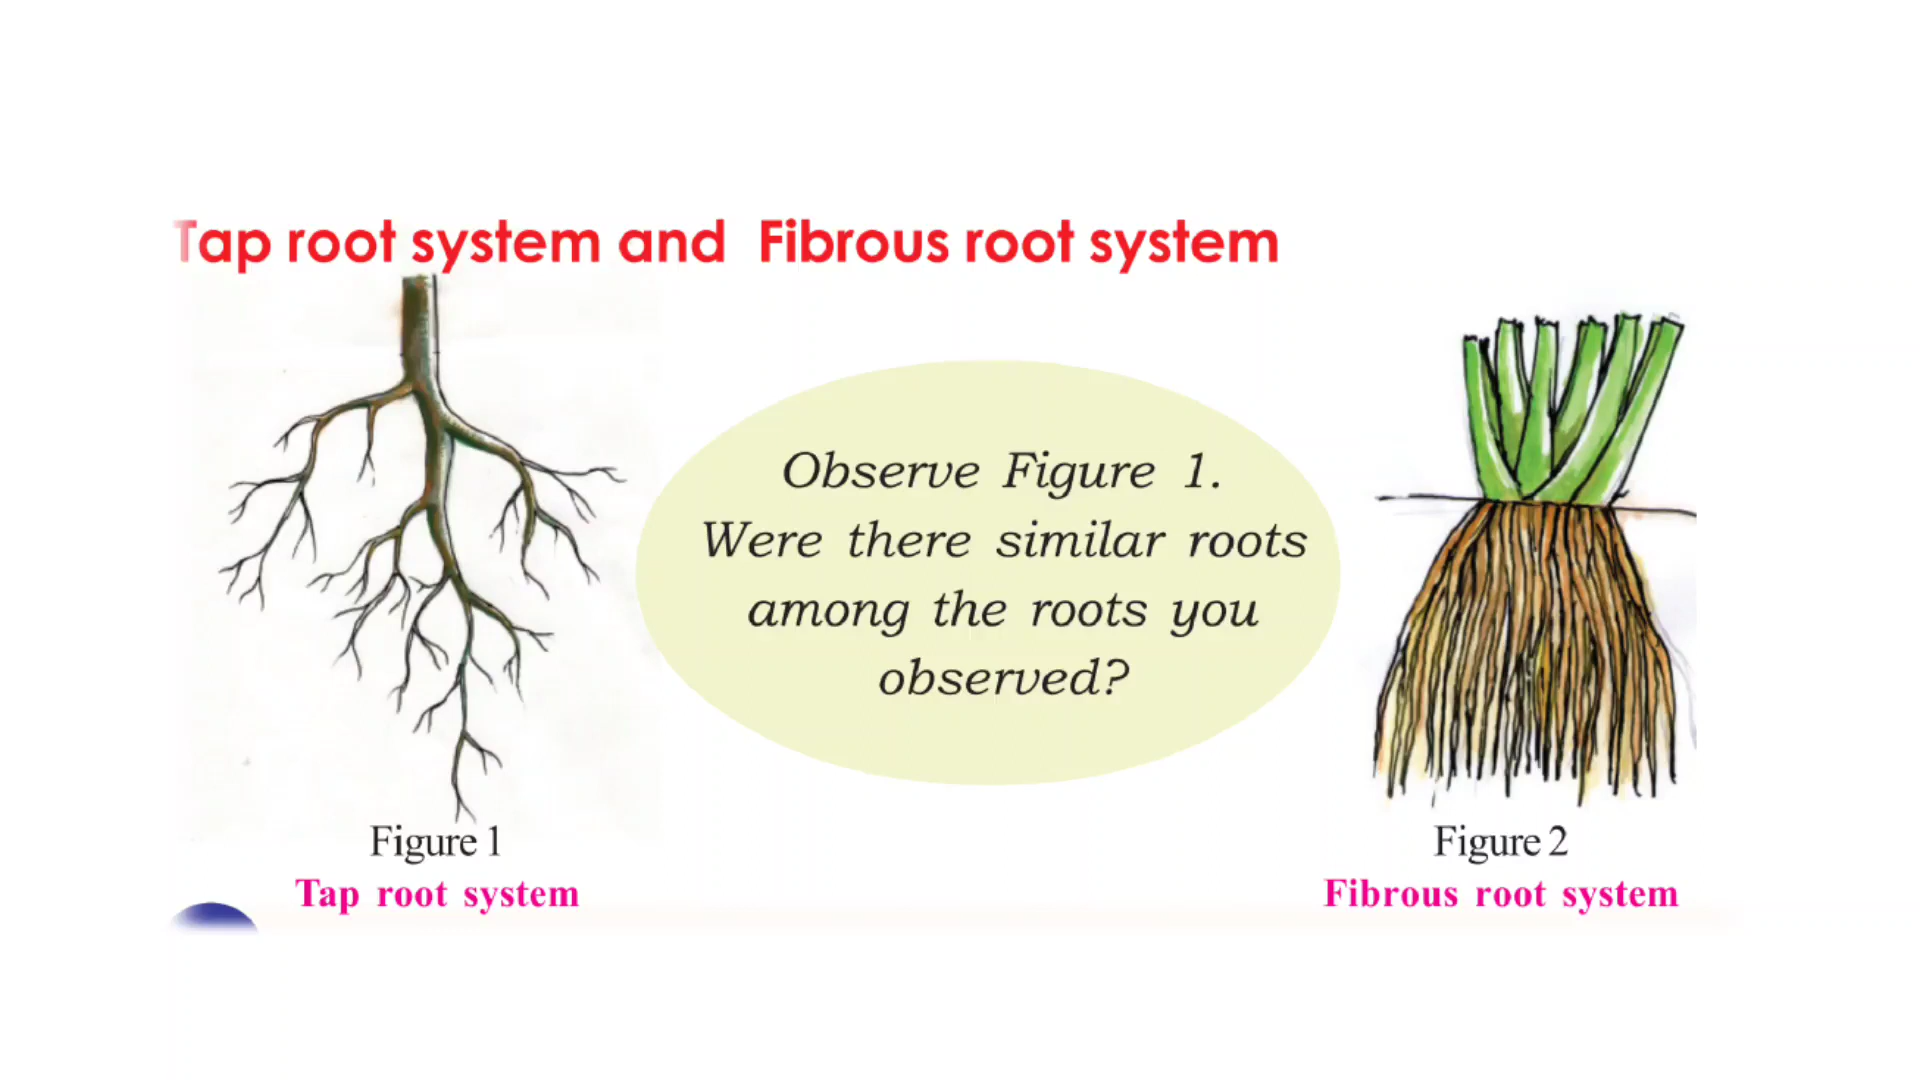 Tap root system and Fibrous root system
Observe Figure 1.
Were there similar roots
among the roots you
observed?
Figure 1
Tap root system
Figure 2
Fibrous root system